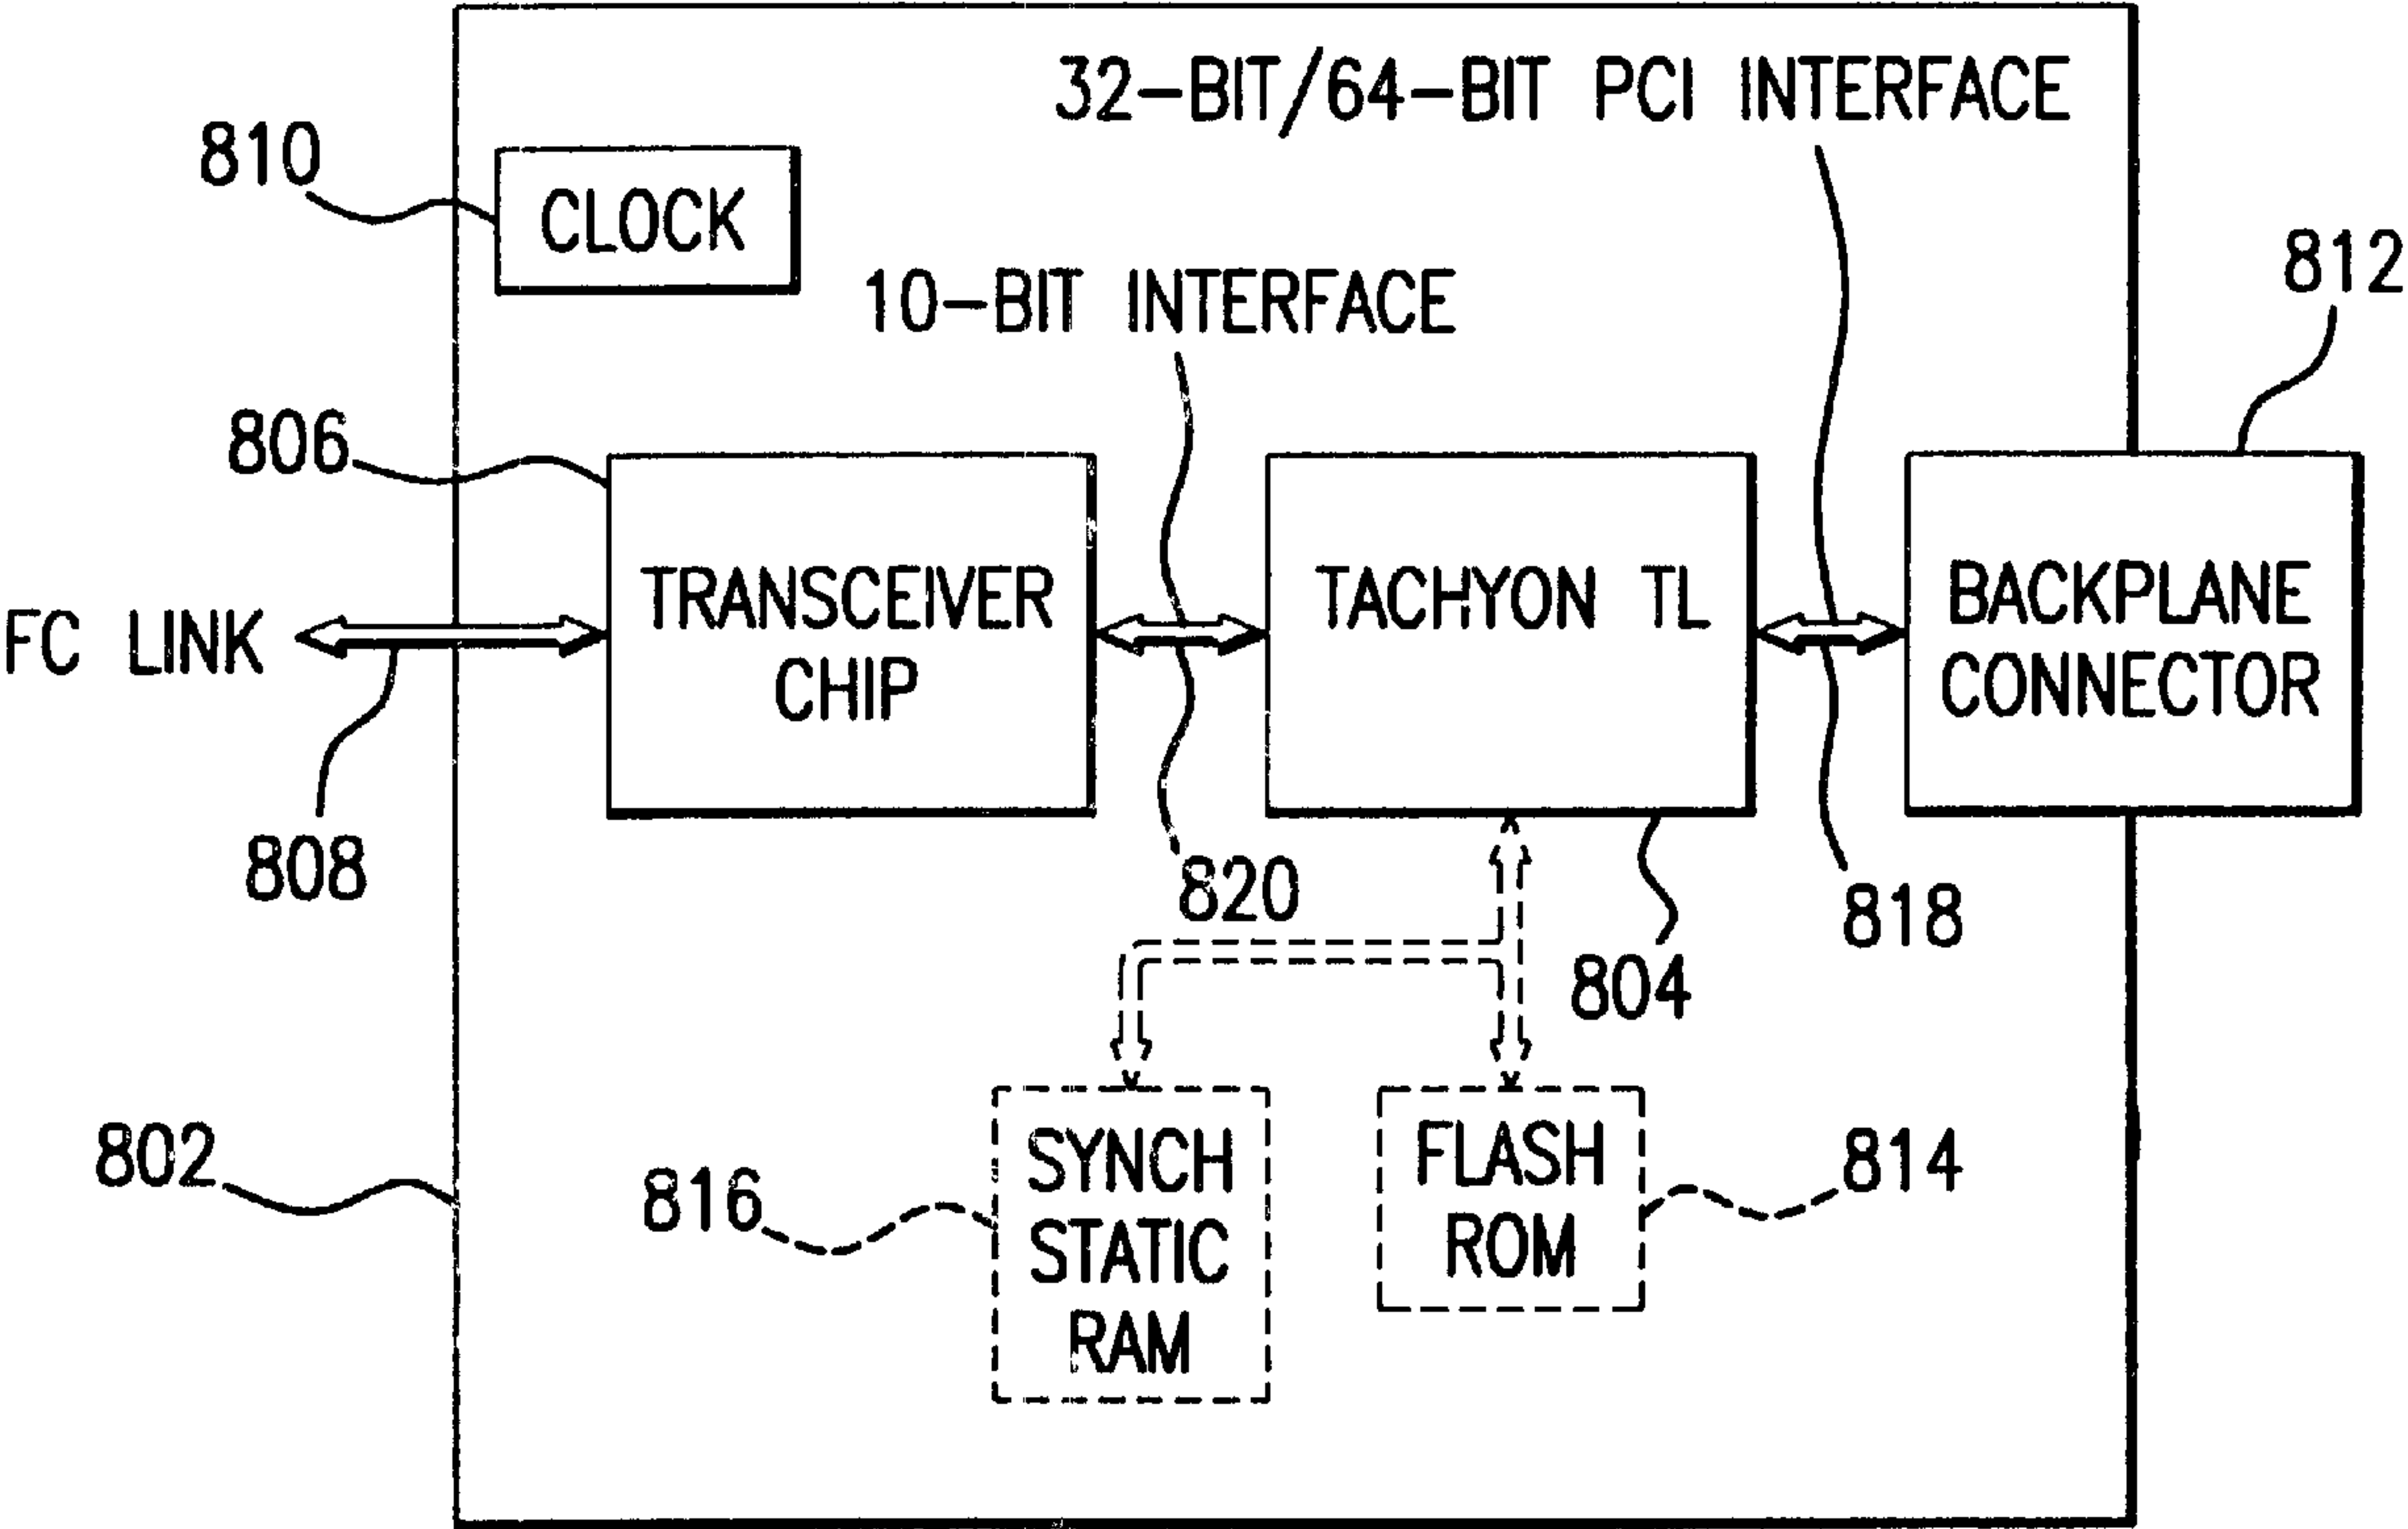 32-BIT/64-BIT PCI INTERFACE
810
CLOCK
812
10-BIT INTERFACE
806
TRANSCEIVER
CHIP
TACHYON TL
BACKPLANE
CONNECTOR
FC LINK
808
820
818
804
802
816
SYNCH
STATIC
RAM
FLASH
ROM
814